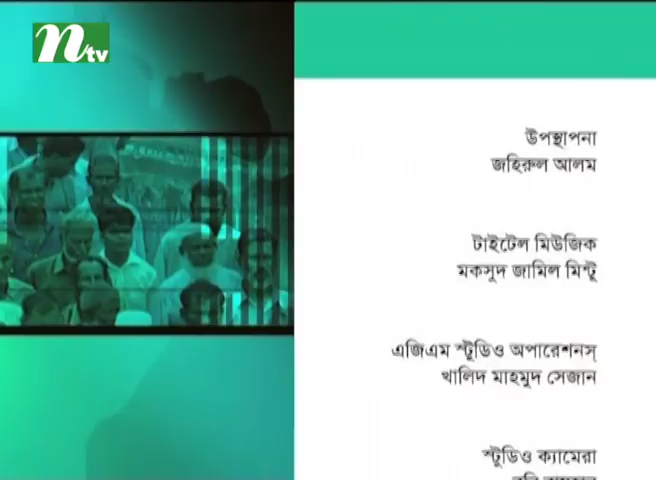 ntv
উপস্থাপনা
জহিরুল আলম
টাইটেল মিউজিক
মকসুদ জামিল মিন্টু
এজিএম স্টুডিও অপারেশনস্
খালিদ মাহমুদ সেজান
স্টুডিও ক্যামেরা